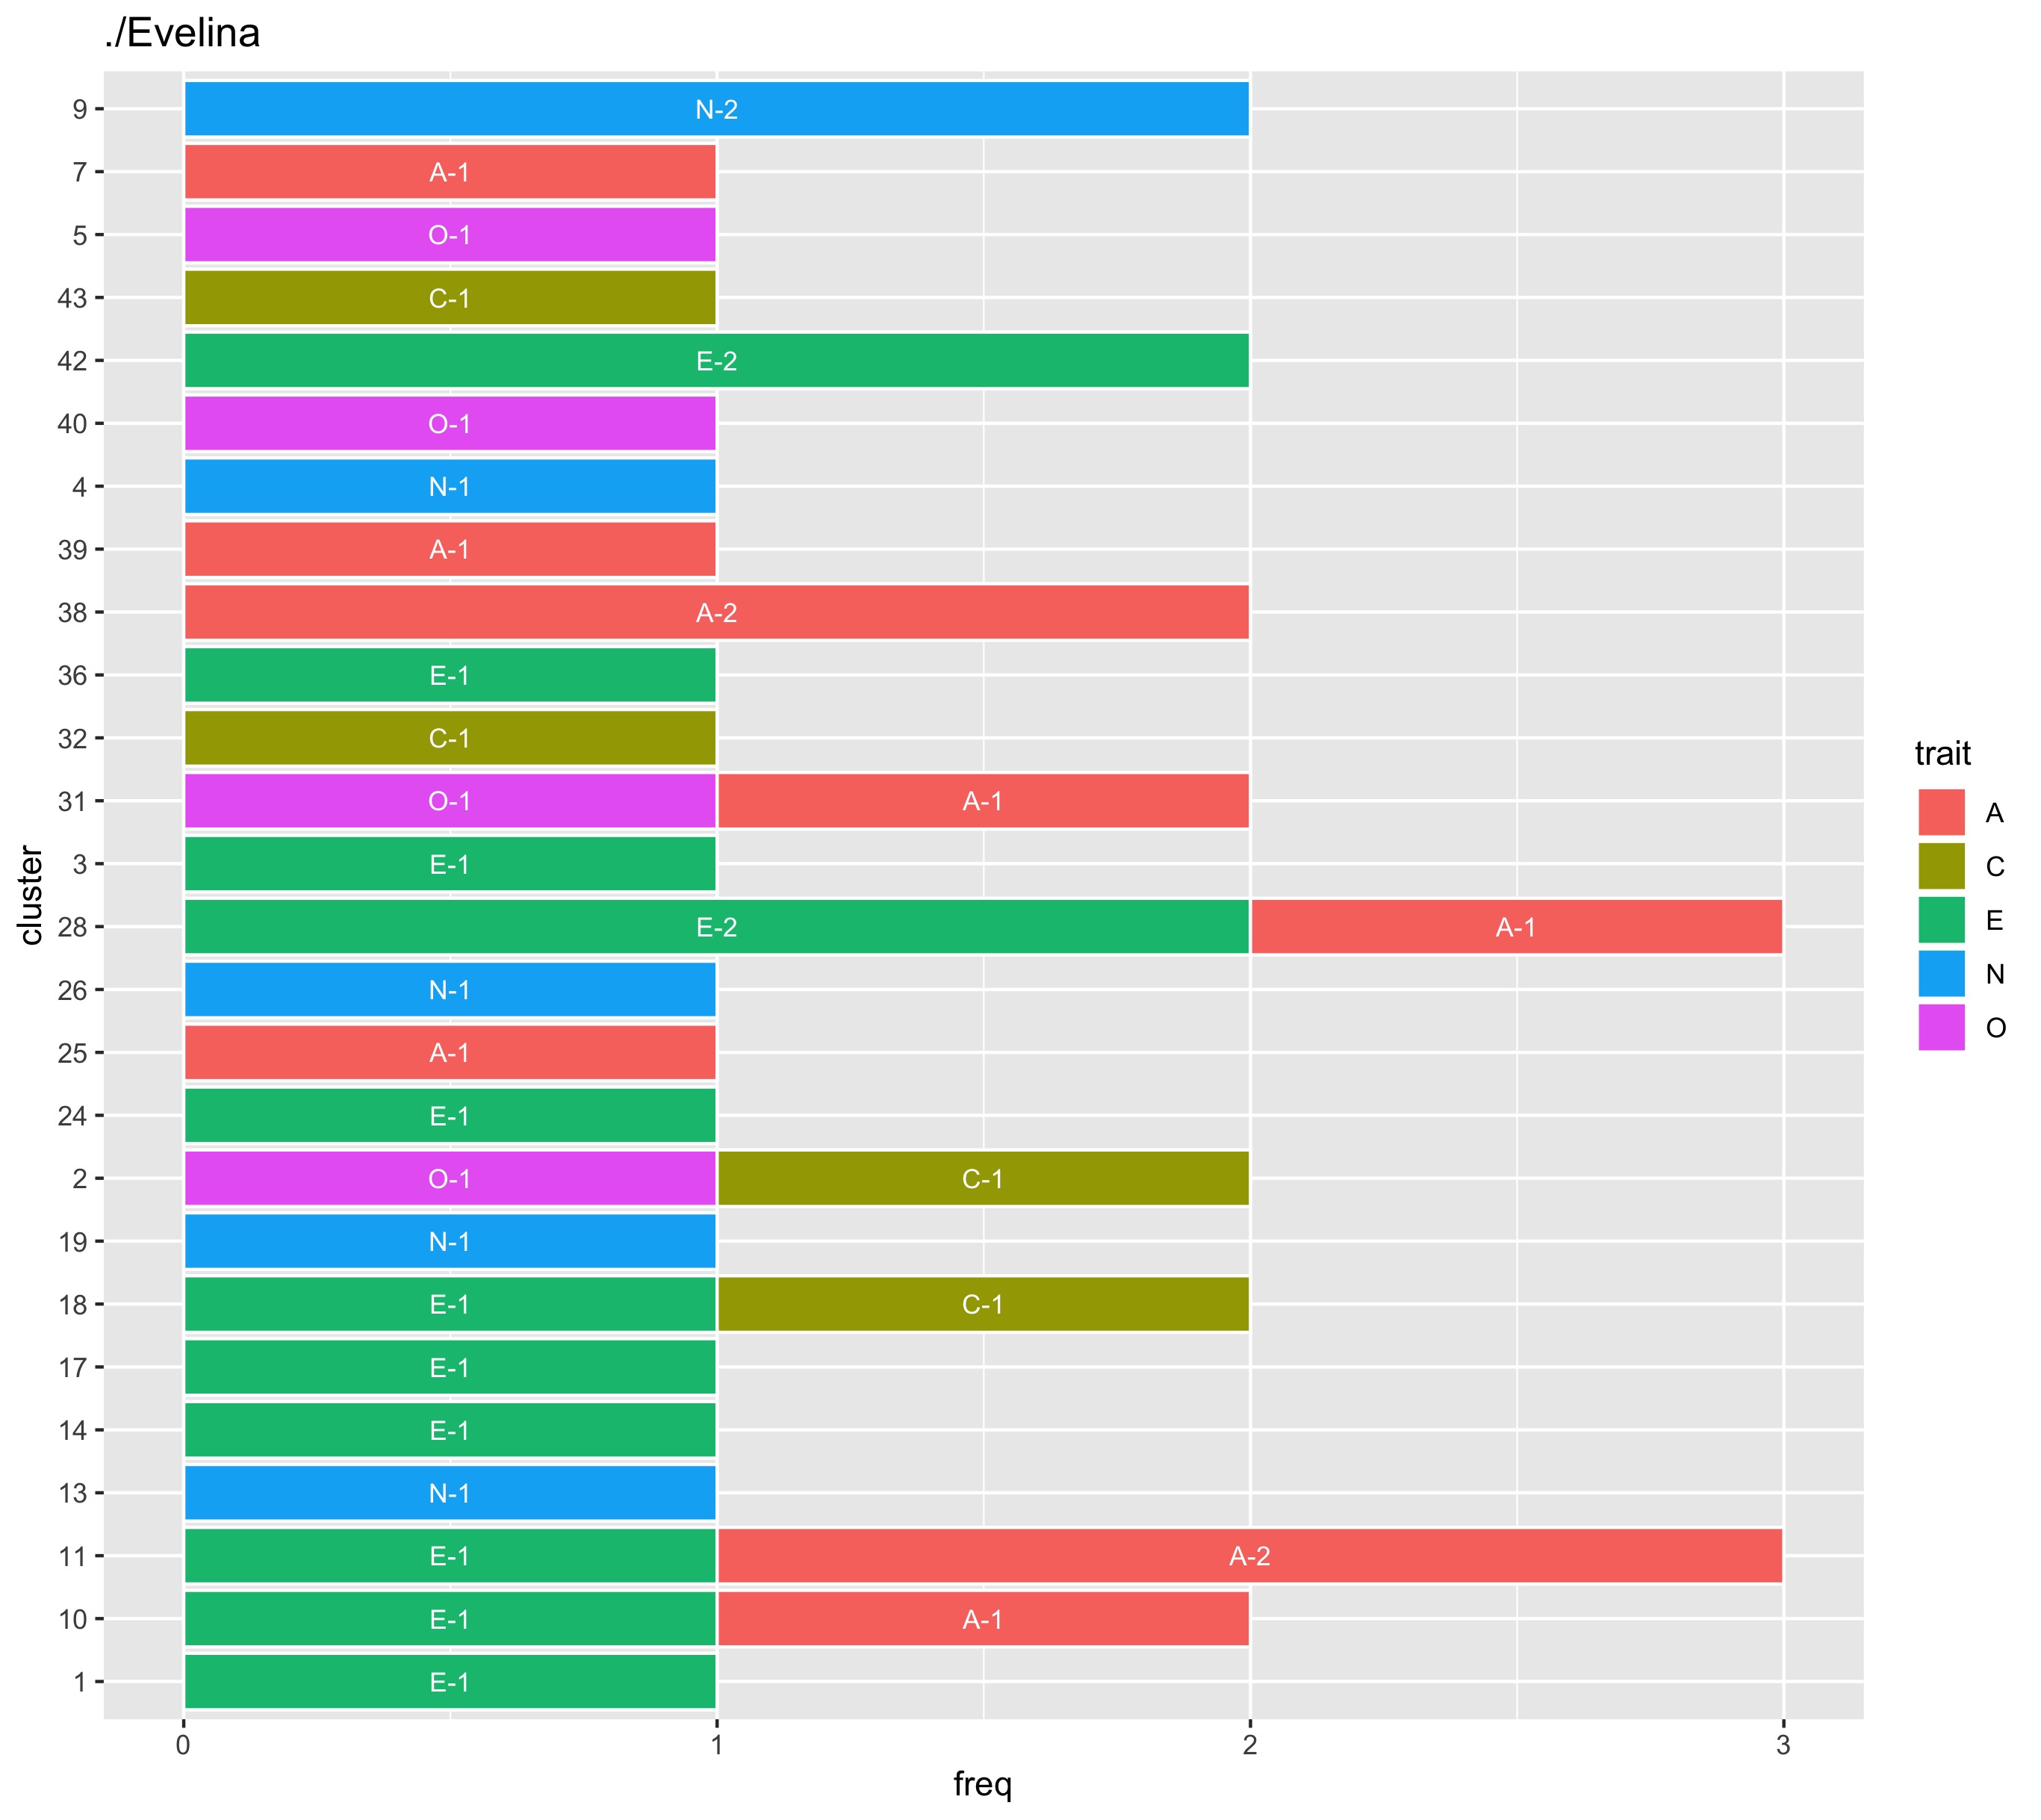 ./Evelina
9 N-2
7 A-1
5 O-1
43 C-1
42 E-2
40 O-1
4 N-1
39 A-1
38 A-2
36 E-1
32 C-1
31 O-1 A-1
3 E-1
28 E-2 A-1
26 N-1
25 A-1
24 E-1
2 O-1 C-1
19 N-1
18 E-1 C-1
17 E-1
14 E-1
13 N-1
11 E-1 A-2
10 E-1 A-1
1 E-1
0 1 2 3
freq
cluster
trait
A
C
E
N
O